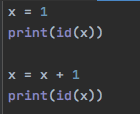 x = 1
print(id(x))
x = x + 1
print(id(x))